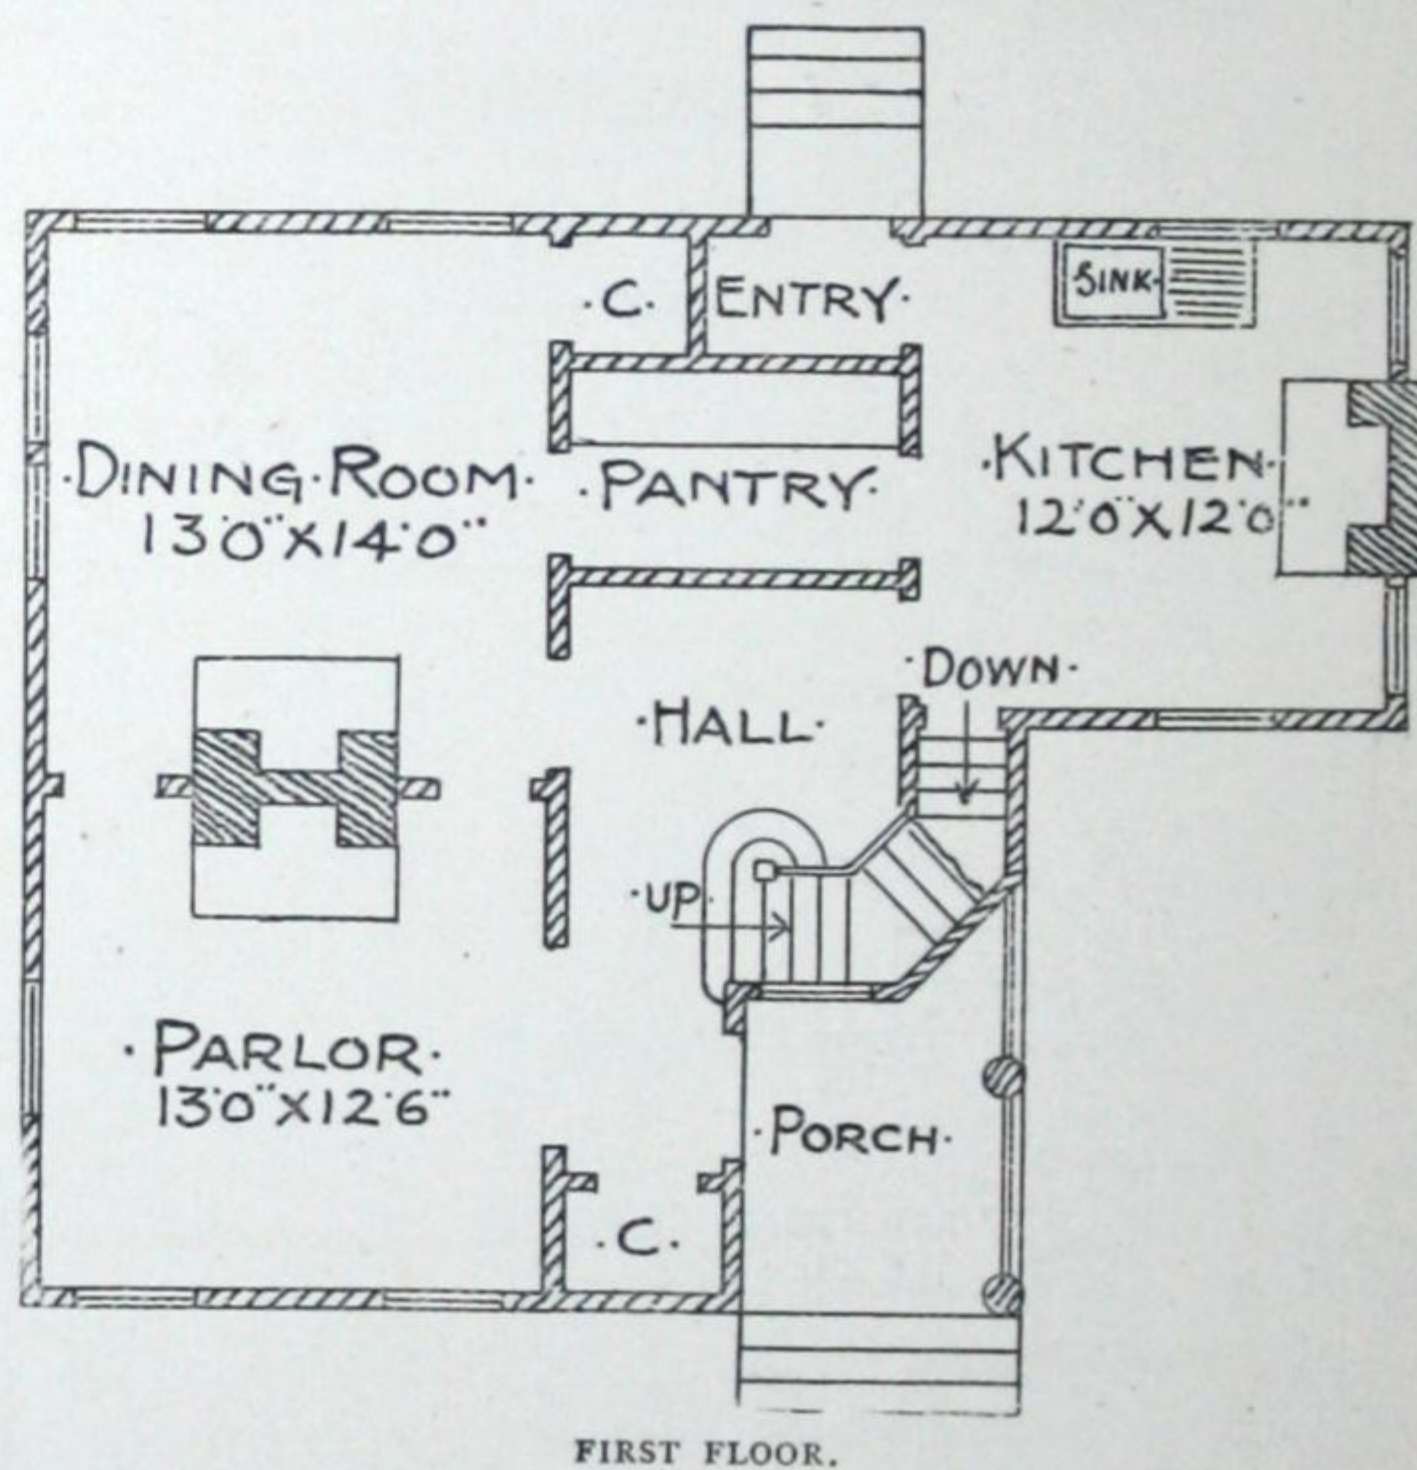 ·C·
ENTRY·
SINK·
·DINING·ROOM·
13'0"X14'0"
·PANTRY·
·KITCHEN·
12'0"X12'0"
·DOWN·
·HALL·
·UP·
·PARLOR·
13'0"X12'6"
·PORCH·
·C·
FIRST FLOOR.